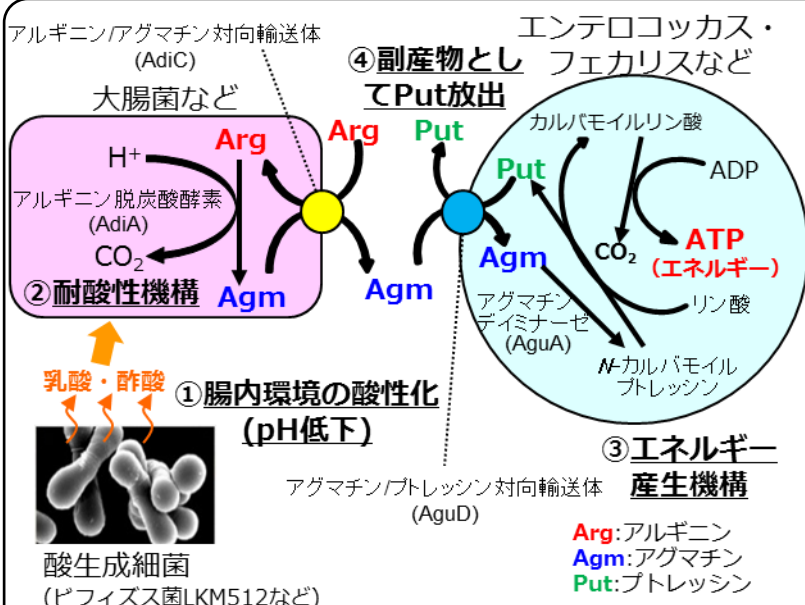 アルギニン/アグマチン対向輸送体
(AdiC)
エンテロコッカス・
フェカリスなど
④副産物とし
てPut放出
大腸菌など
H⁺
Arg
Arg
Put
Put
カルバモイルリン酸
ADP
アルギニン脱炭酸酵素
(AdiA)
CO₂
②耐酸性機構
Agm
Agm
Agm
CO₂
ATP
(エネルギー)
リン酸
アグマチン
デイミナーゼ
(AguA)
N-カルバモイル
プトレッシン
乳酸・酢酸
①腸内環境の酸性化
(pH低下)
③エネルギー
産生機構
アグマチン/プトレッシン対向輸送体
(AguD)
酸生成細菌
(ビフィズス菌LKM512など)
Arg:アルギニン
Agm:アグマチン
Put:プトレッシン